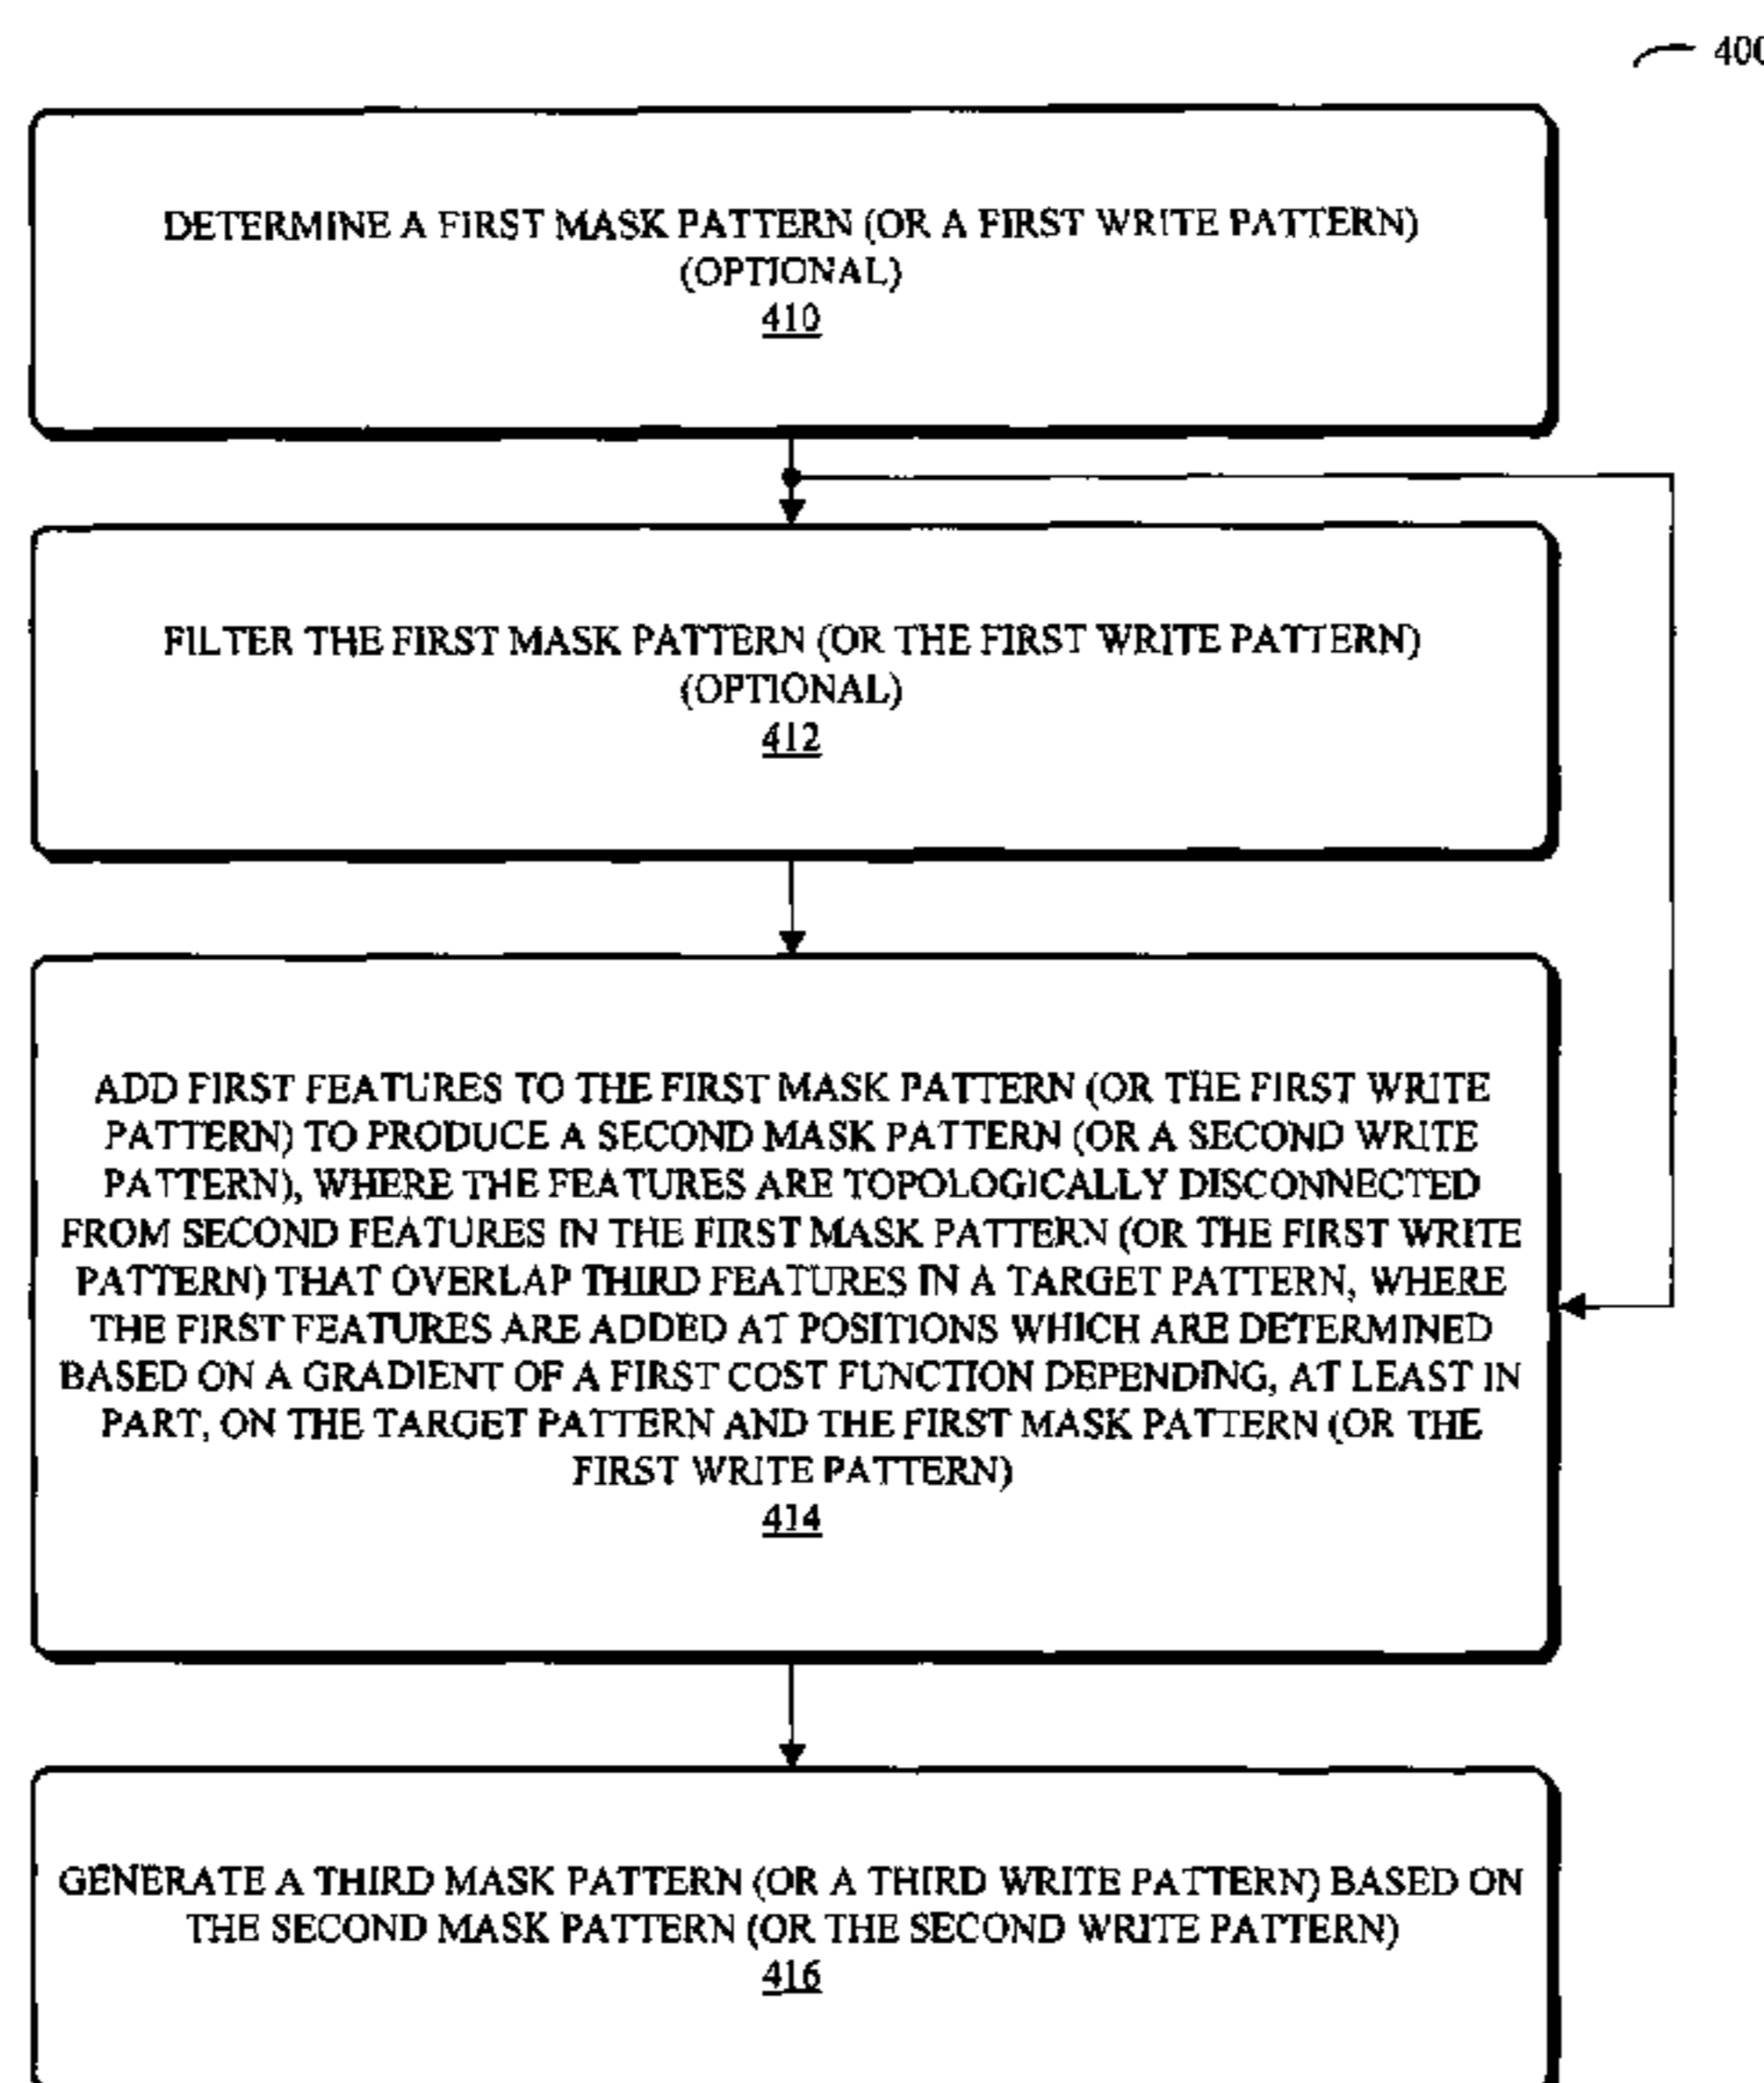 400
DETERMINE A FIRST MASK PATTERN (OR A FIRST WRITE PATTERN)
(OPTIONAL)
410
FILTER THE FIRST MASK PATTERN (OR THE FIRST WRITE PATTERN)
(OPTIONAL)
412
ADD FIRST FEATURES TO THE FIRST MASK PATTERN (OR THE FIRST WRITE
PATTERN) TO PRODUCE A SECOND MASK PATTERN (OR A SECOND WRITE
PATTERN), WHERE THE FEATURES ARE TOPOLOGICALLY DISCONNECTED
FROM SECOND FEATURES IN THE FIRST MASK PATTERN (OR THE FIRST WRITE
PATTERN) THAT OVERLAP THIRD FEATURES IN A TARGET PATTERN, WHERE
THE FIRST FEATURES ARE ADDED AT POSITIONS WHICH ARE DETERMINED
BASED ON A GRADIENT OF A FIRST COST FUNCTION DEPENDING, AT LEAST IN
PART, ON THE TARGET PATTERN AND THE FIRST MASK PATTERN (OR THE
FIRST WRITE PATTERN)
414
GENERATE A THIRD MASK PATTERN (OR A THIRD WRITE PATTERN) BASED ON
THE SECOND MASK PATTERN (OR THE SECOND WRITE PATTERN)
416